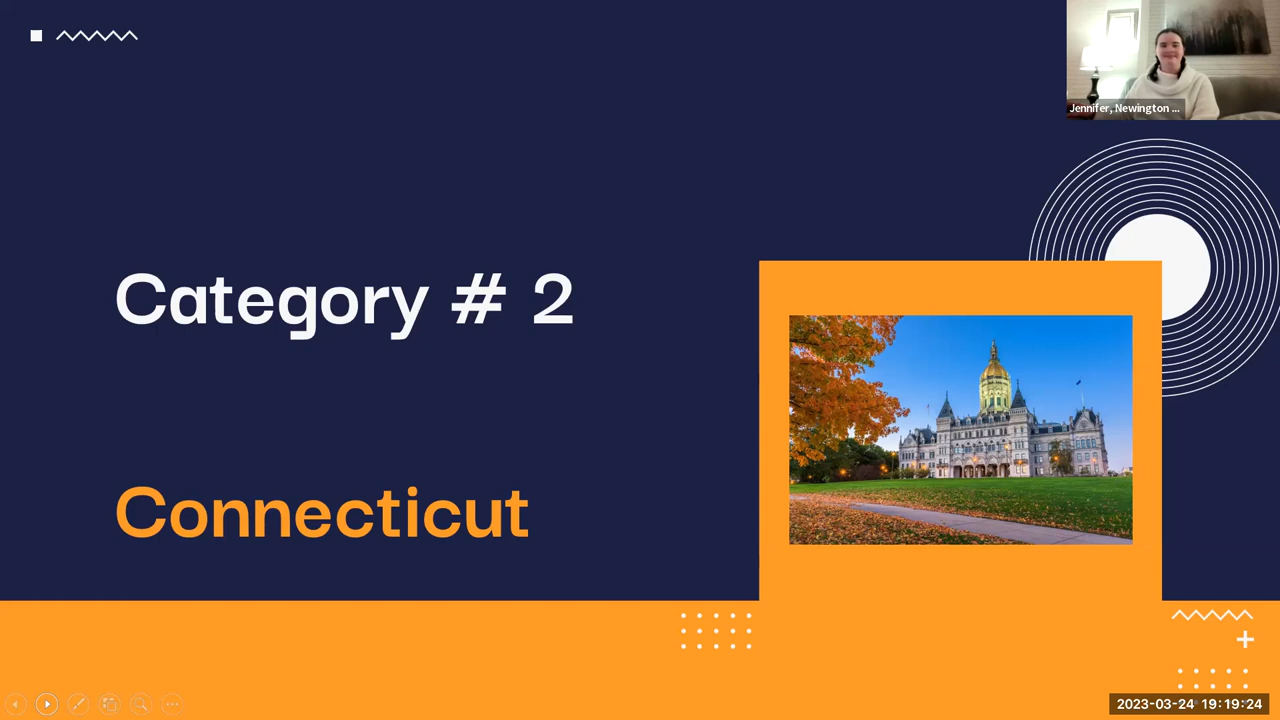 Jennifer, Newington ...
Category # 2
Connecticut
2023-03-24 19:19:24